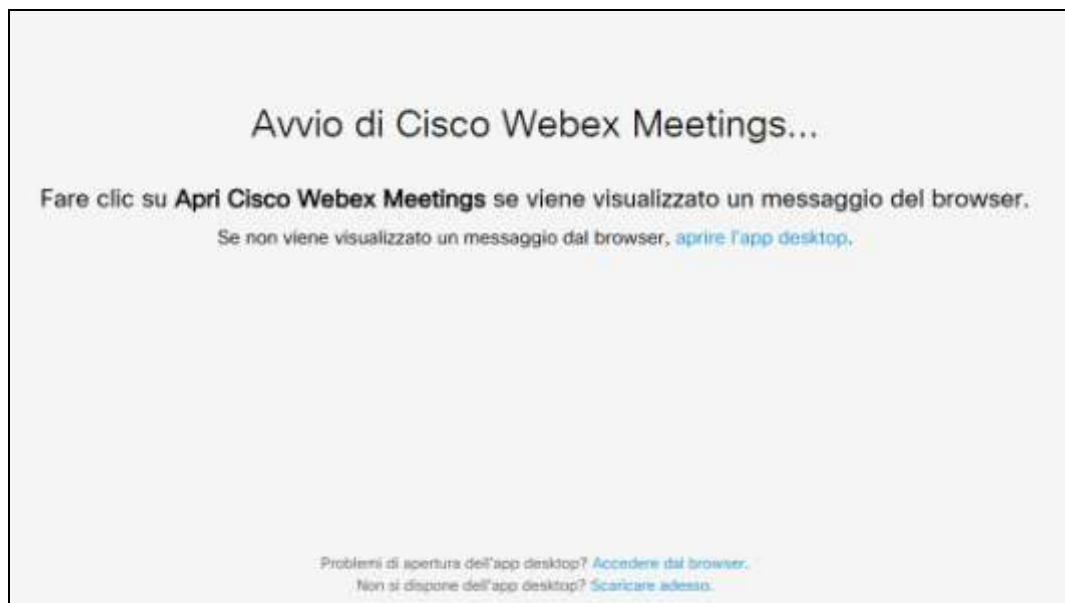 Avvio di Cisco Webex Meetings...
Fare clic su Apri Cisco Webex Meetings se viene visualizzato un messaggio del browser.
Se non viene visualizzato un messaggio dal browser, aprire l'app desktop.
Problemi di apertura dell'app desktop? Accedere dal browser.
Non si dispone dell'app desktop? Scaricare adesso.